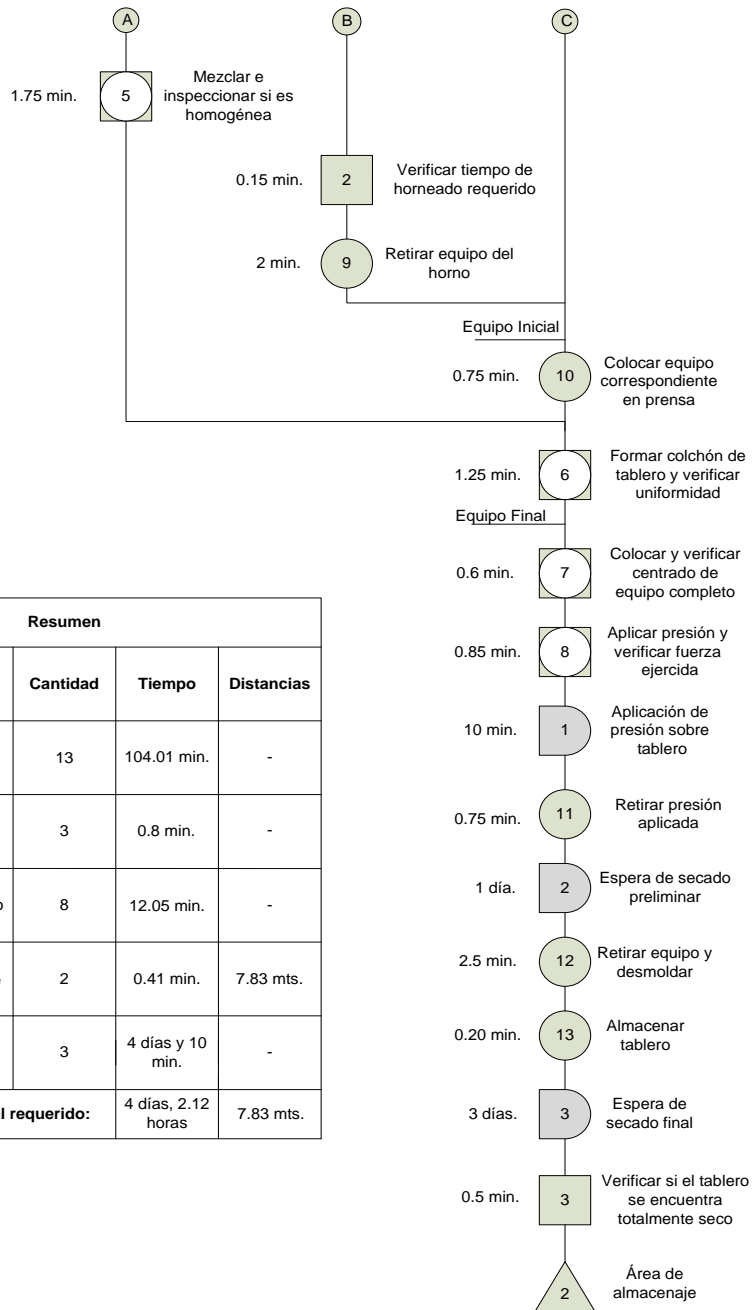 A
B
C
1.75 min.
5
Mezclar e
inspeccionar si es
homogénea
0.15 min.
2
Verificar tiempo de
horneado requerido
2 min.
9
Retirar equipo del
horno
Equipo Inicial
0.75 min.
10
Colocar equipo
correspondiente
en prensa
1.25 min.
6
Formar colchón de
tablero y verificar
uniformidad
Equipo Final
0.6 min.
7
Colocar y verificar
centrado de
equipo completo
0.85 min.
8
Aplicar presión y
verificar fuerza
ejercida
10 min.
1
Aplicación de
presión sobre
tablero
0.75 min.
11
Retirar presión
aplicada
1 día.
2
Espera de secado
preliminar
2.5 min.
12
Retirar equipo y
desmoldar
0.20 min.
13
Almacenar
tablero
3 días.
3
Espera de
secado final
0.5 min.
3
Verificar si el tablero
se encuentra
totalmente seco
2
Área de
almacenaje
Resumen
Cantidad Tiempo Distancias
13 104.01 min. -
3 0.8 min. -
8 12.05 min. -
2 0.41 min. 7.83 mts.
3 4 días y 10
min. -
requerido: 4 días, 2.12
horas 7.83 mts.